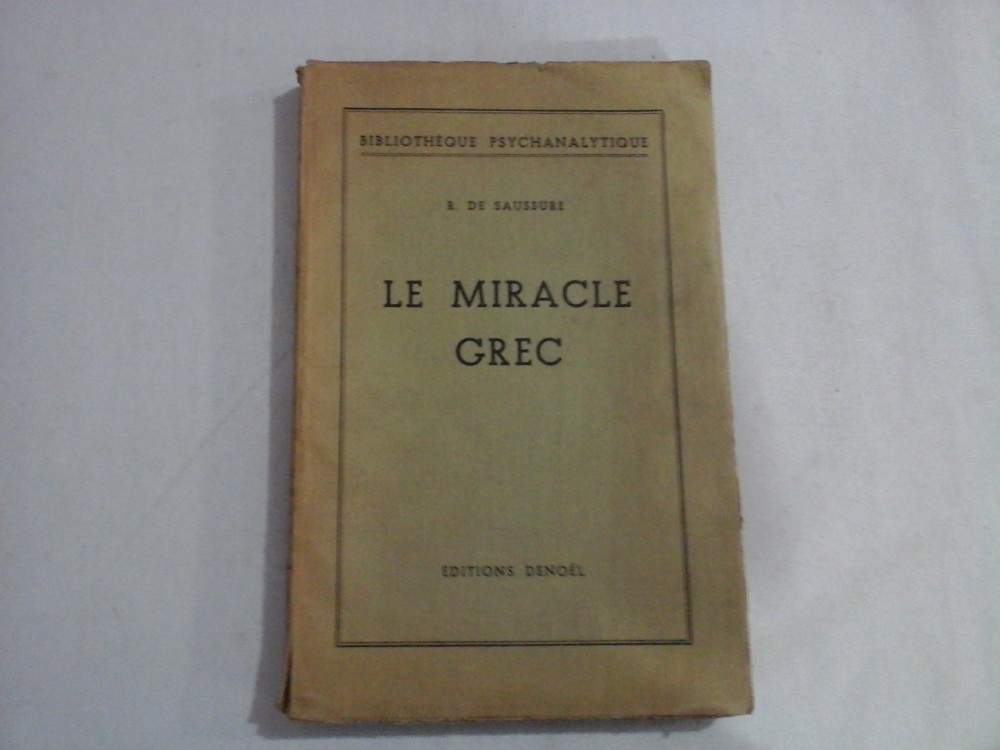 BIBLIOTHÈQUE PSYCHANALYTIQUE
R. DE SAUSSURE
LE MIRACLE
GREC
EDITIONS DENOËL